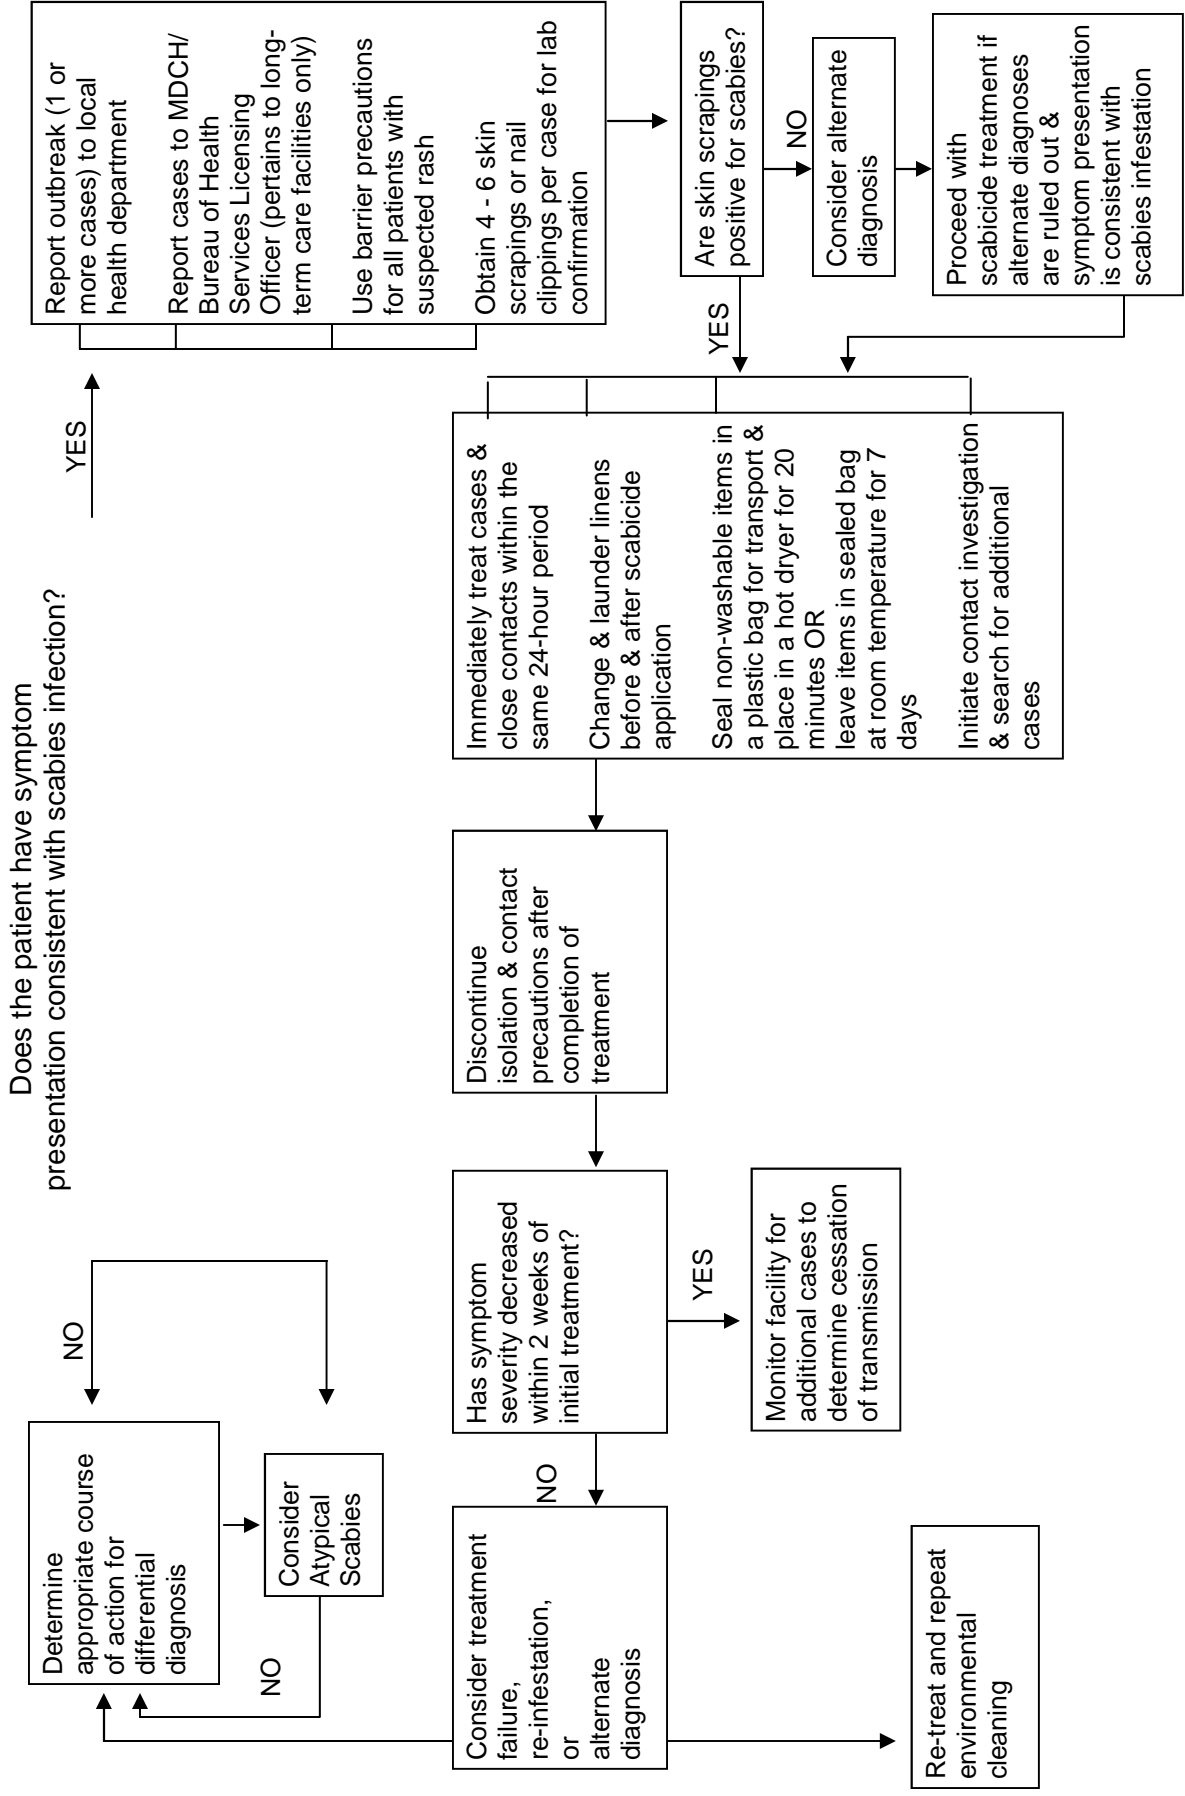 Does the patient have symptom
presentation consistent with scabies infection?
NO
YES
Determine
appropriate course
of action for
differential
diagnosis
Consider
Atypical
Scabies
NO
Report outbreak (1 or
more cases) to local
health department
Report cases to MDCH/
Bureau of Health
Services Licensing
Officer (pertains to long-
term care facilities only)
Use barrier precautions
for all patients with
suspected rash
Obtain 4 - 6 skin
scrapings or nail
clippings per case for lab
confirmation
Are skin scrapings
positive for scabies?
YES
NO
Consider alternate
diagnosis
Proceed with
scabicide treatment if
alternate diagnoses
are ruled out &
symptom presentation
is consistent with
scabies infestation
Immediately treat cases &
close contacts within the
same 24-hour period
Change & launder linens
before & after scabicide
application
Seal non-washable items in
a plastic bag for transport &
place in a hot dryer for 20
minutes OR
leave items in sealed bag
at room temperature for 7
days
Initiate contact investigation
& search for additional
cases
Discontinue
isolation & contact
precautions after
completion of
treatment
Has symptom
severity decreased
within 2 weeks of
initial treatment?
YES
Monitor facility for
additional cases to
determine cessation
of transmission
NO
Consider treatment
failure,
re-infestation,
or
alternate
diagnosis
Re-treat and repeat
environmental
cleaning